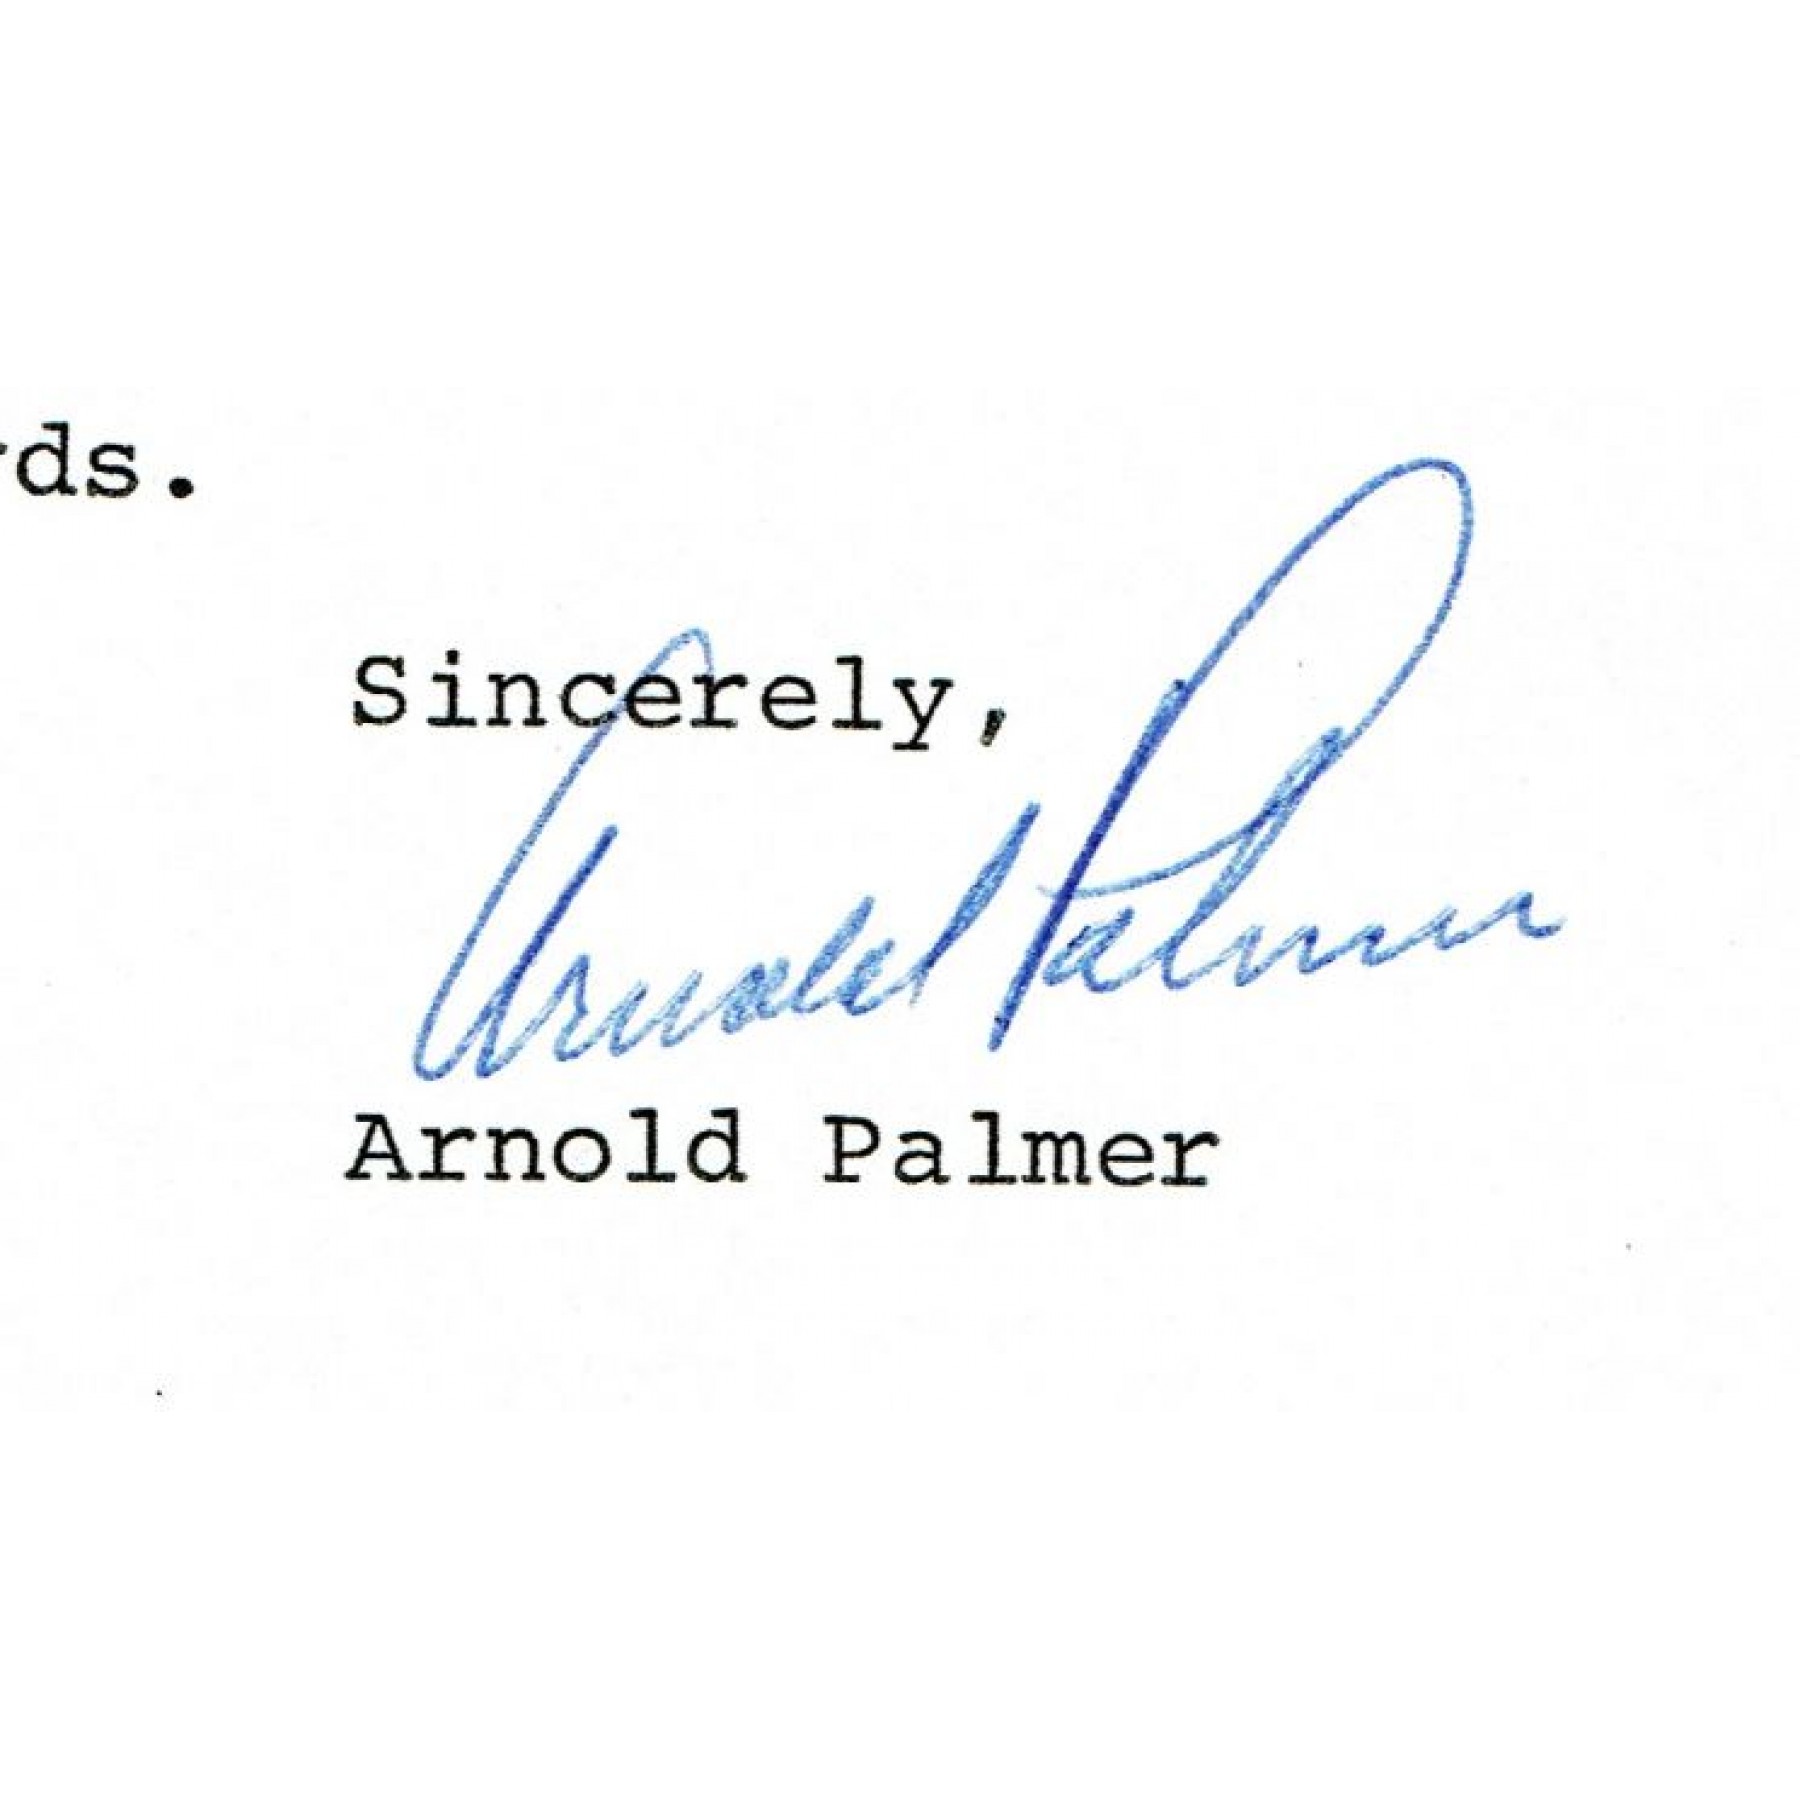 rds.
Sincerely,
Arnold Palmer
Arnold Palmer